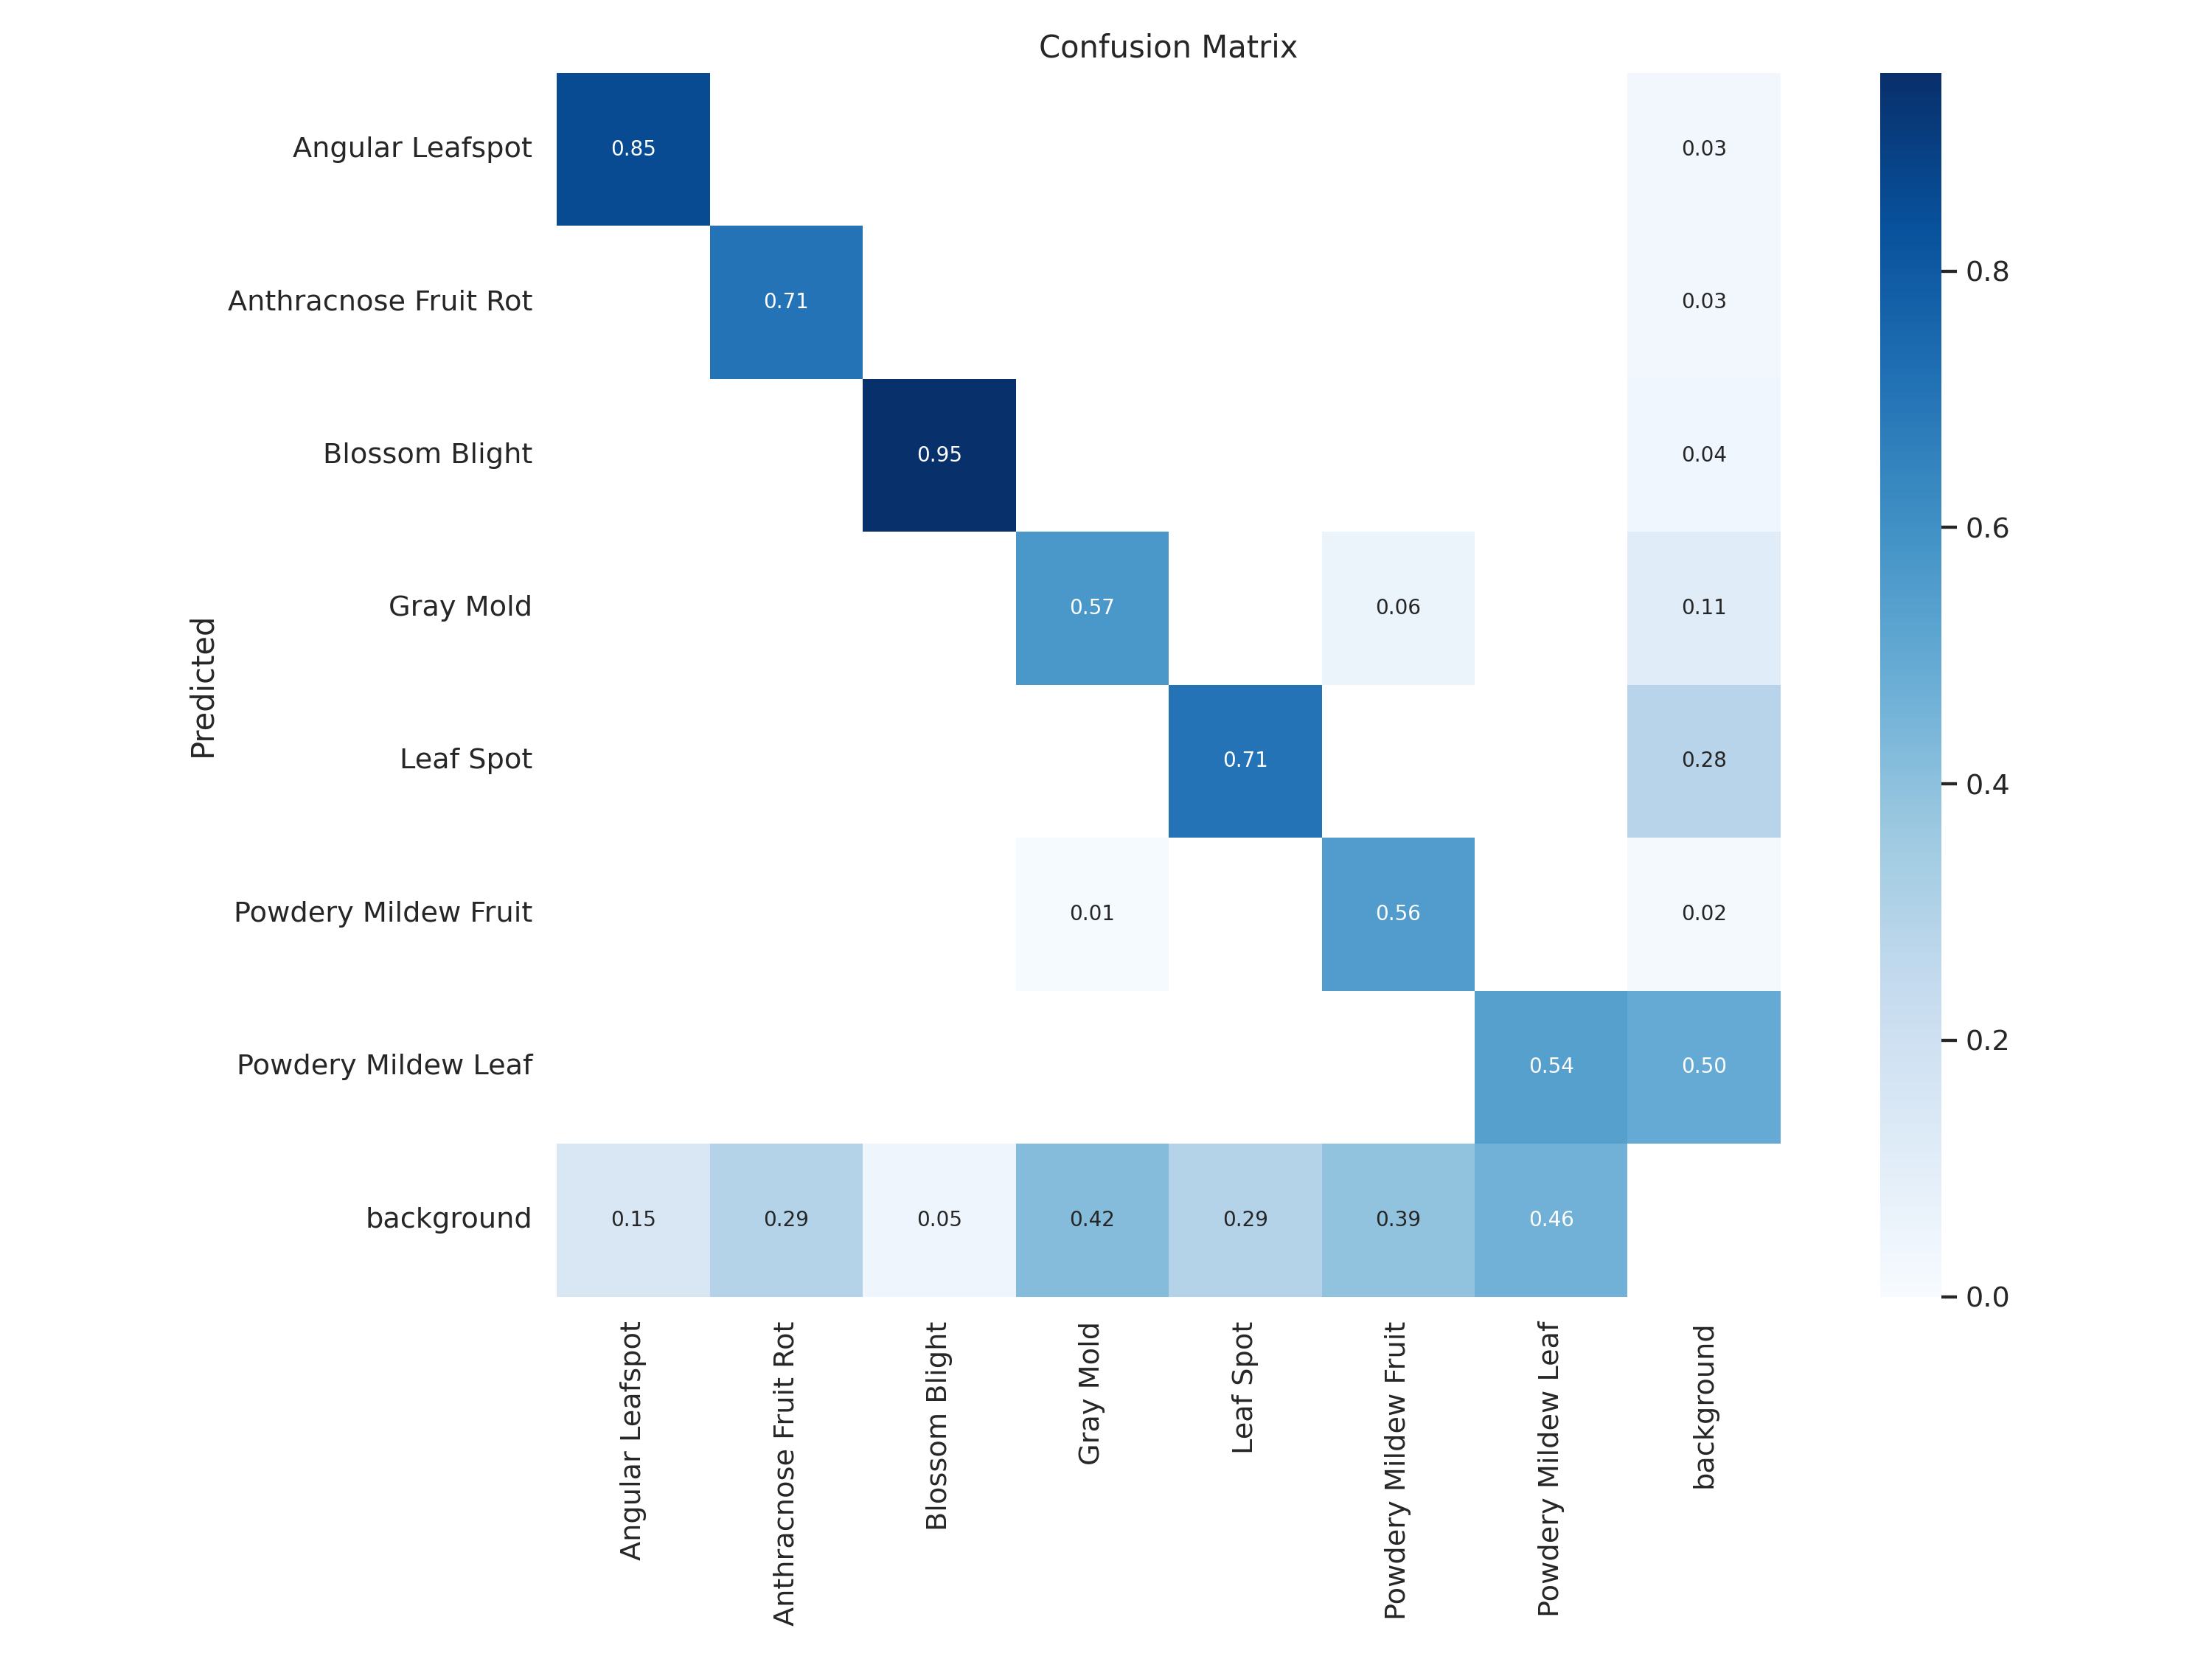 Confusion Matrix
Angular Leafspot 0.85 0.03
0.8
Anthracnose Fruit Rot 0.71 0.03
Blossom Blight 0.95 0.04
0.6
Gray Mold 0.57 0.06 0.11
Predicted
Leaf Spot 0.71 0.28
0.4
Powdery Mildew Fruit 0.01 0.56 0.02
Powdery Mildew Leaf 0.54 0.50
0.2
background 0.15 0.29 0.05 0.42 0.29 0.39 0.46
0.0
Angular Leafspot
Anthracnose Fruit Rot
Blossom Blight
Gray Mold
Leaf Spot
Powdery Mildew Fruit
Powdery Mildew Leaf
background